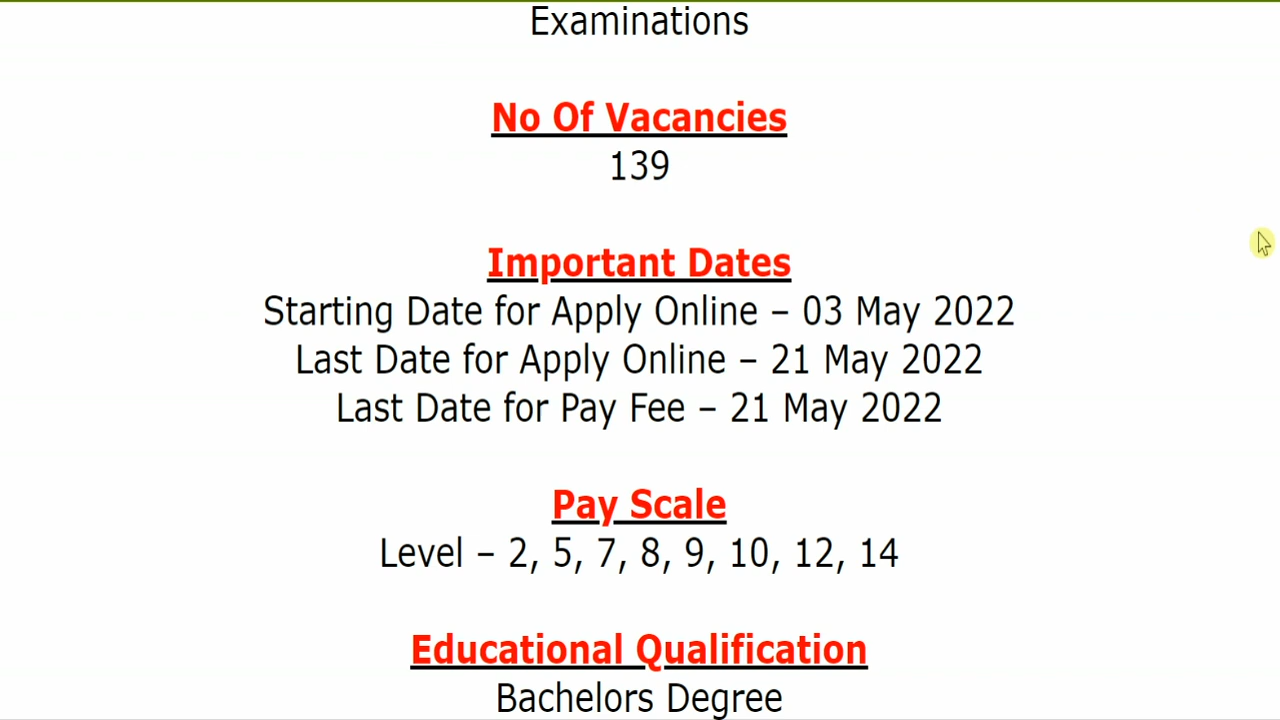 Examinations
No Of Vacancies
139
Important Dates
Starting Date for Apply Online – 03 May 2022
Last Date for Apply Online – 21 May 2022
Last Date for Pay Fee – 21 May 2022
Pay Scale
Level – 2, 5, 7, 8, 9, 10, 12, 14
Educational Qualification
Bachelors Degree